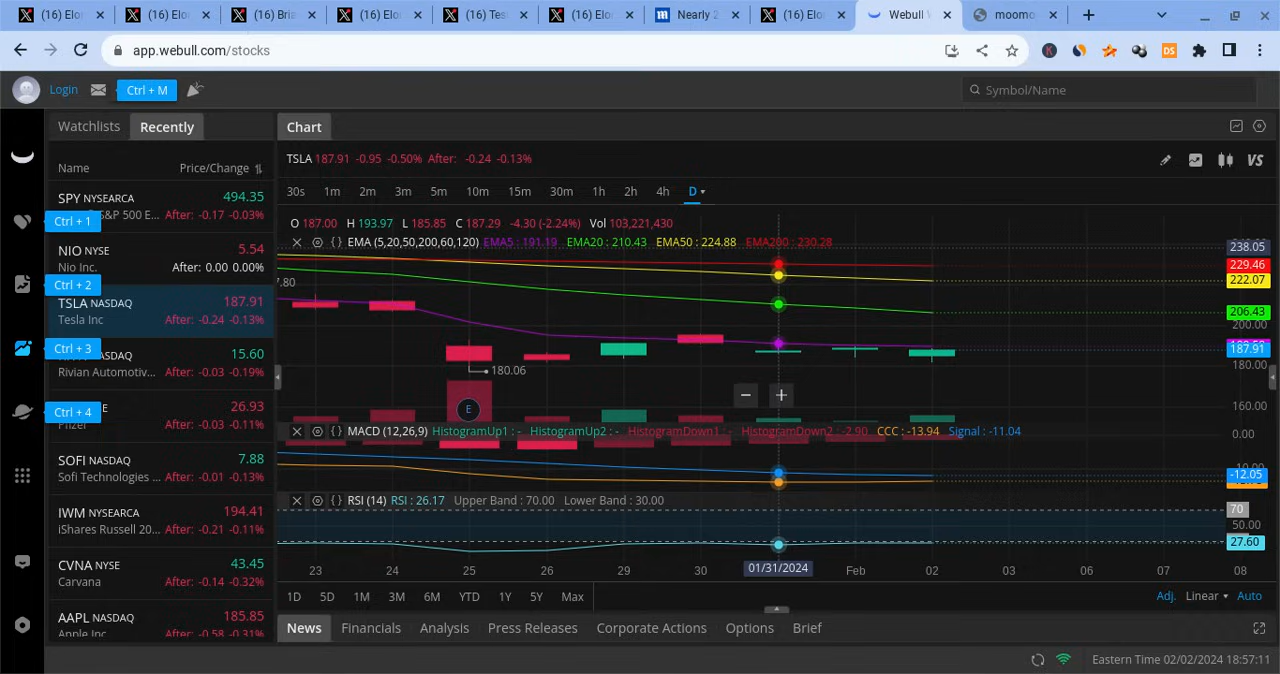 (16) Elon
(16) Elon
(16) Bria
(16) Elo
(16) Tes
(16) Elo
Nearly 2
(16) Elon
Webull W
moomo
app.webull.com/stocks
DS
Login
Ctrl + M
Symbol/Name
Watchlists
Recently
Chart
Name
Price/Change
TSLA 187.91 -0.95 -0.50% After: -0.24 -0.13%
VS
30s 1m 2m 3m 5m 10m 15m 30m 1h 2h 4h D
SPY NYSEARCA 494.35
S&P 500 E... After: -0.17 -0.03%
Ctrl + 1
NIO NYSE 5.54
Nio Inc. After: 0.00 0.00%
Ctrl + 2
TSLA NASDAQ 187.91
Tesla Inc After: -0.24 -0.13%
Ctrl + 3
NASDAQ 15.60
Rivian Automotiv... After: -0.03 -0.19%
Ctrl + 4
26.93
Pfizer After: -0.03 -0.11%
SOFI NASDAQ 7.88
Sofi Technologies ... After: -0.01 -0.13%
IWM NYSEARCA 194.41
iShares Russell 20... After: -0.21 -0.11%
CVNA NYSE 43.45
Carvana After: -0.14 -0.32%
AAPL NASDAQ 185.85
Apple Inc After: -0.58 -0.31%
O 187.00 H 193.97 L 185.85 C 187.29 -4.30 (-2.24%) Vol 103,221,430
EMA (5,20,50,200,60,120) EMA5 : 191.19 EMA20 : 210.43 EMA50 : 224.88 EMA200 : 230.28
238.05
229.46
222.07
7.80
206.43
200.00
187.91
180.06
180.00
160.00
E
MACD (12,26,9) HistogramUp1 : - HistogramUp2 : - HistogramDown1 : - HistogramDown2 : -2.90 CCC : -13.94 Signal : -11.04
0.00
-12.05
RSI (14) RSI : 26.17 Upper Band : 70.00 Lower Band : 30.00
70
50.00
27.60
23 24 25 26 29 30 01/31/2024 Feb 02 03 06 07 08
1D 5D 1M 3M 6M YTD 1Y 5Y Max
Adj. Linear Auto
News Financials Analysis Press Releases Corporate Actions Options Brief
Eastern Time 02/02/2024 18:57:11